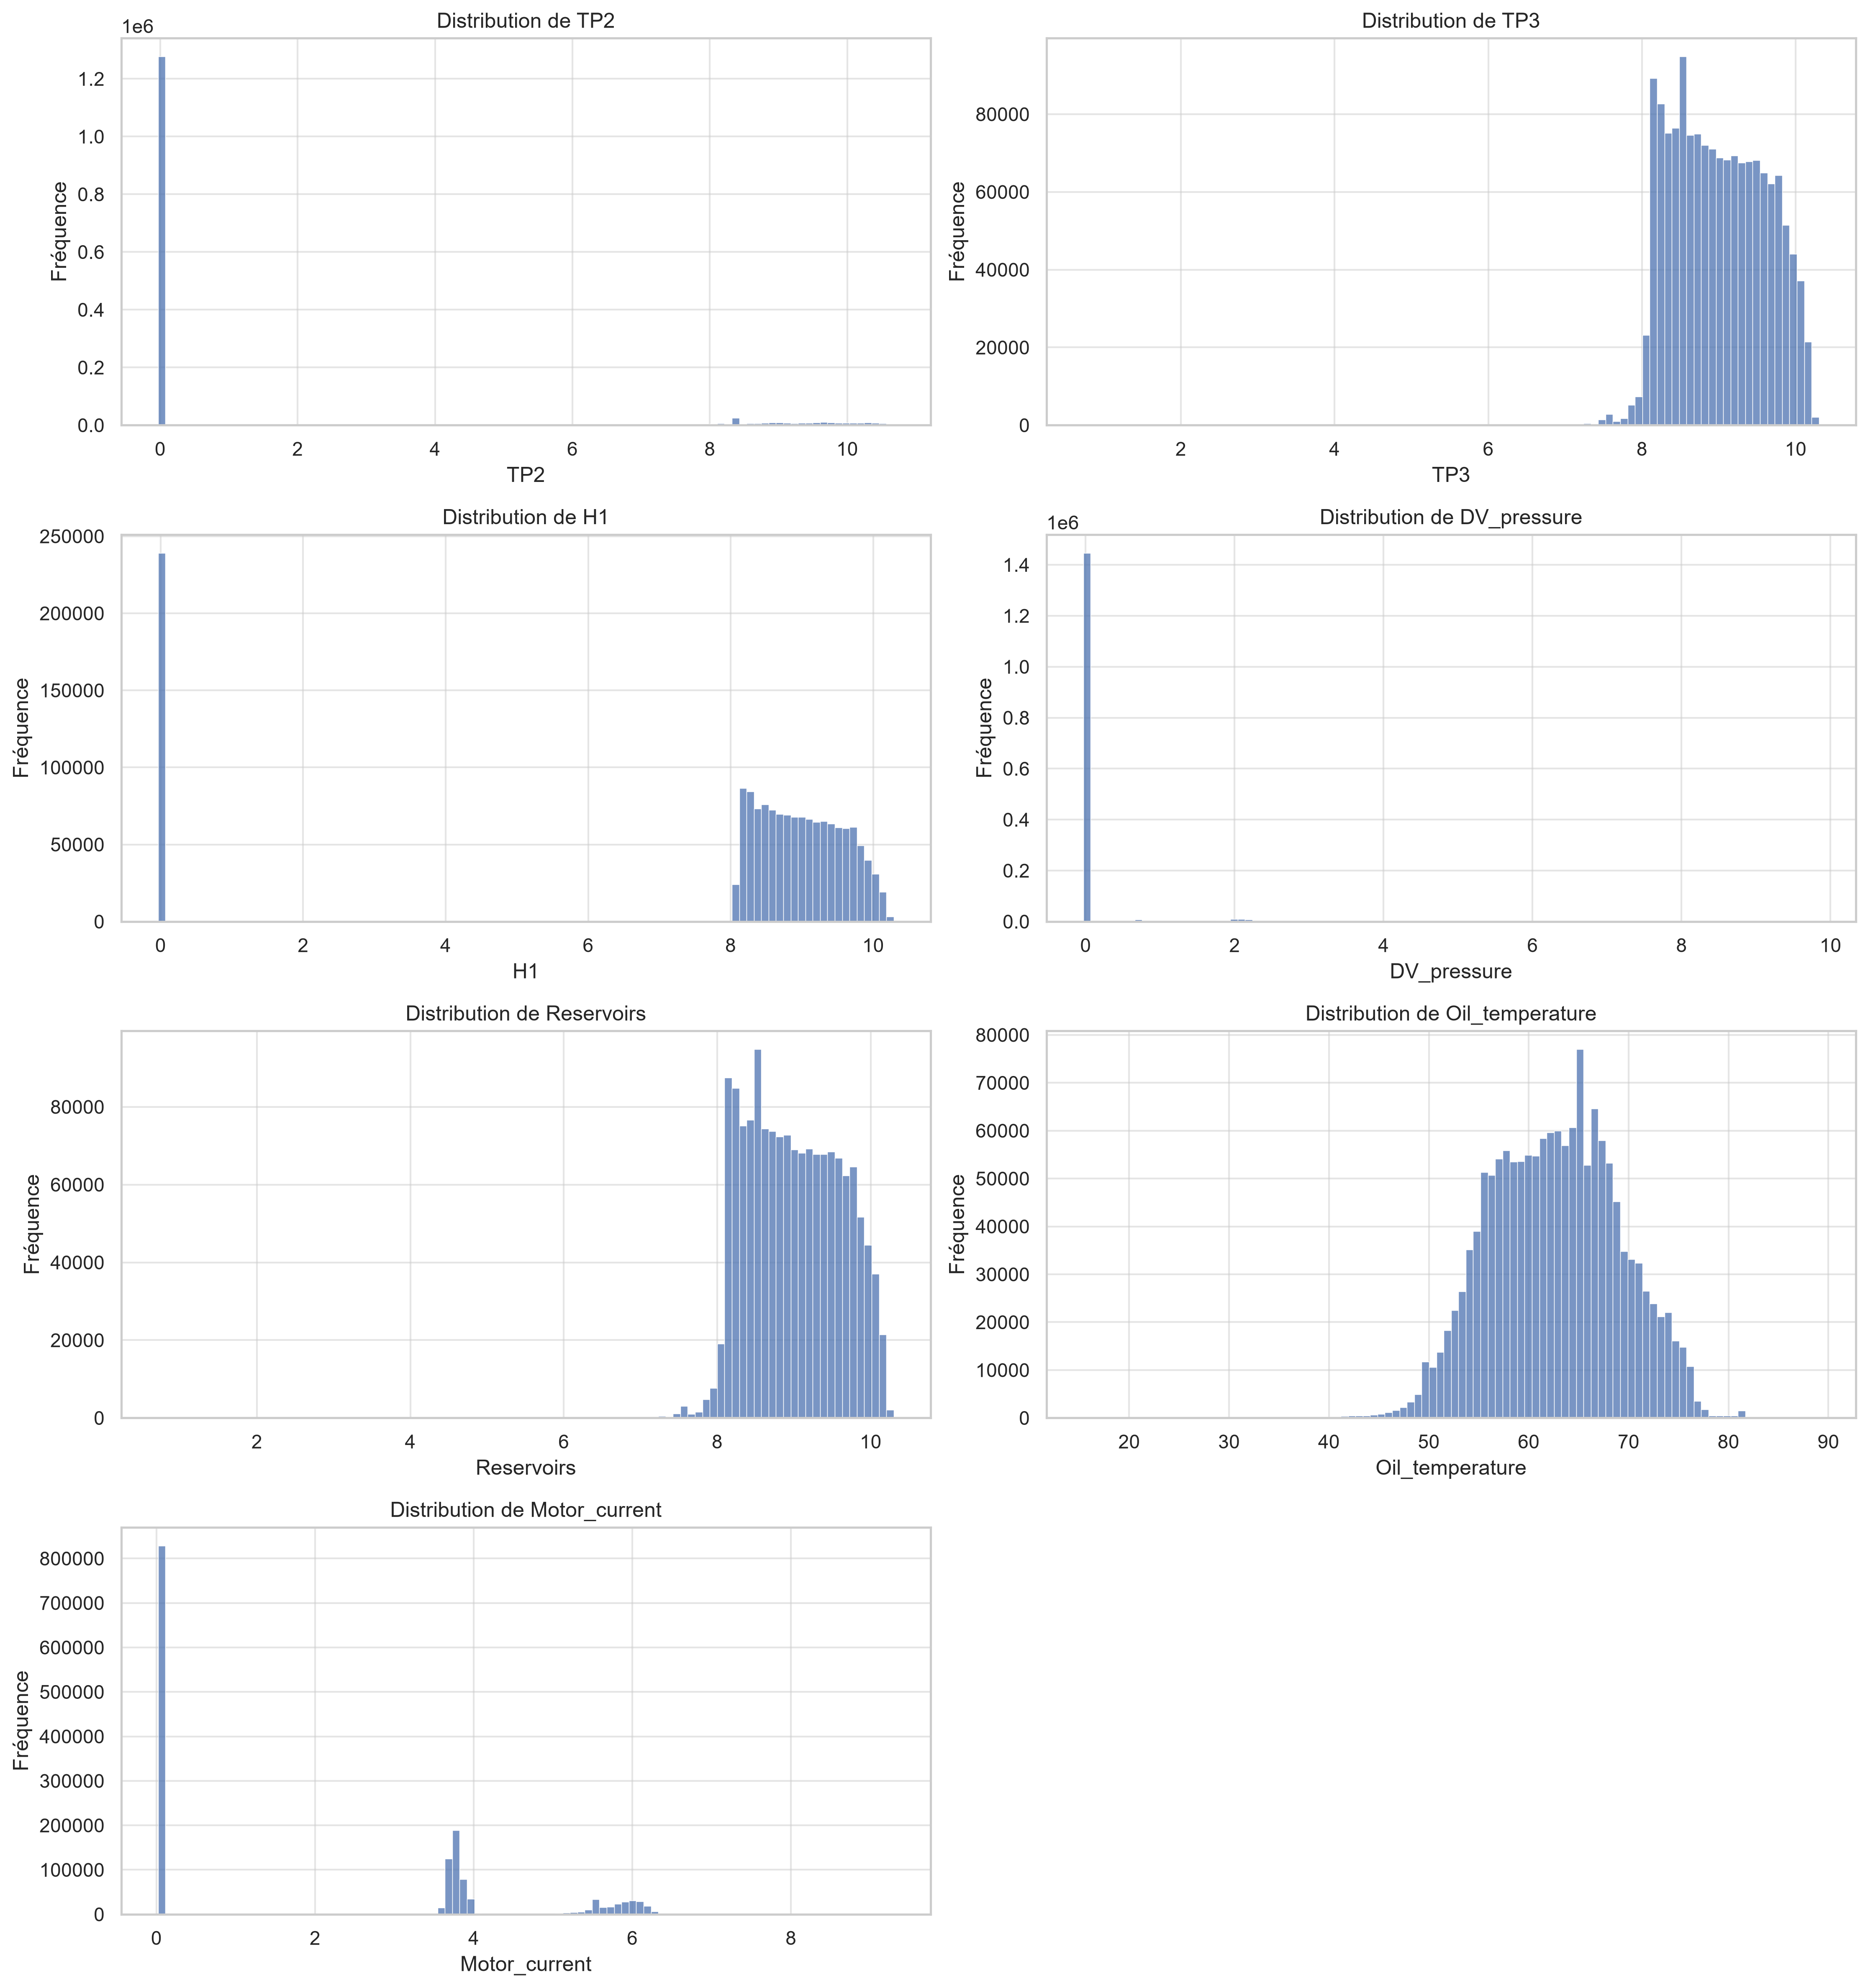 Distribution de TP2
1e6
Fréquence
1.2
1.0
0.8
0.6
0.4
0.2
0.0
0 2 4 6 8 10
TP2
Distribution de TP3
Fréquence
80000
60000
40000
20000
0
2 4 6 8 10
TP3
Distribution de H1
Fréquence
250000
200000
150000
100000
50000
0
0 2 4 6 8 10
H1
Distribution de DV_pressure
1e6
Fréquence
1.4
1.2
1.0
0.8
0.6
0.4
0.2
0.0
0 2 4 6 8 10
DV_pressure
Distribution de Reservoirs
Fréquence
80000
60000
40000
20000
0
2 4 6 8 10
Reservoirs
Distribution de Oil_temperature
Fréquence
80000
70000
60000
50000
40000
30000
20000
10000
0
20 30 40 50 60 70 80 90
Oil_temperature
Distribution de Motor_current
Fréquence
800000
700000
600000
500000
400000
300000
200000
100000
0
0 2 4 6 8
Motor_current